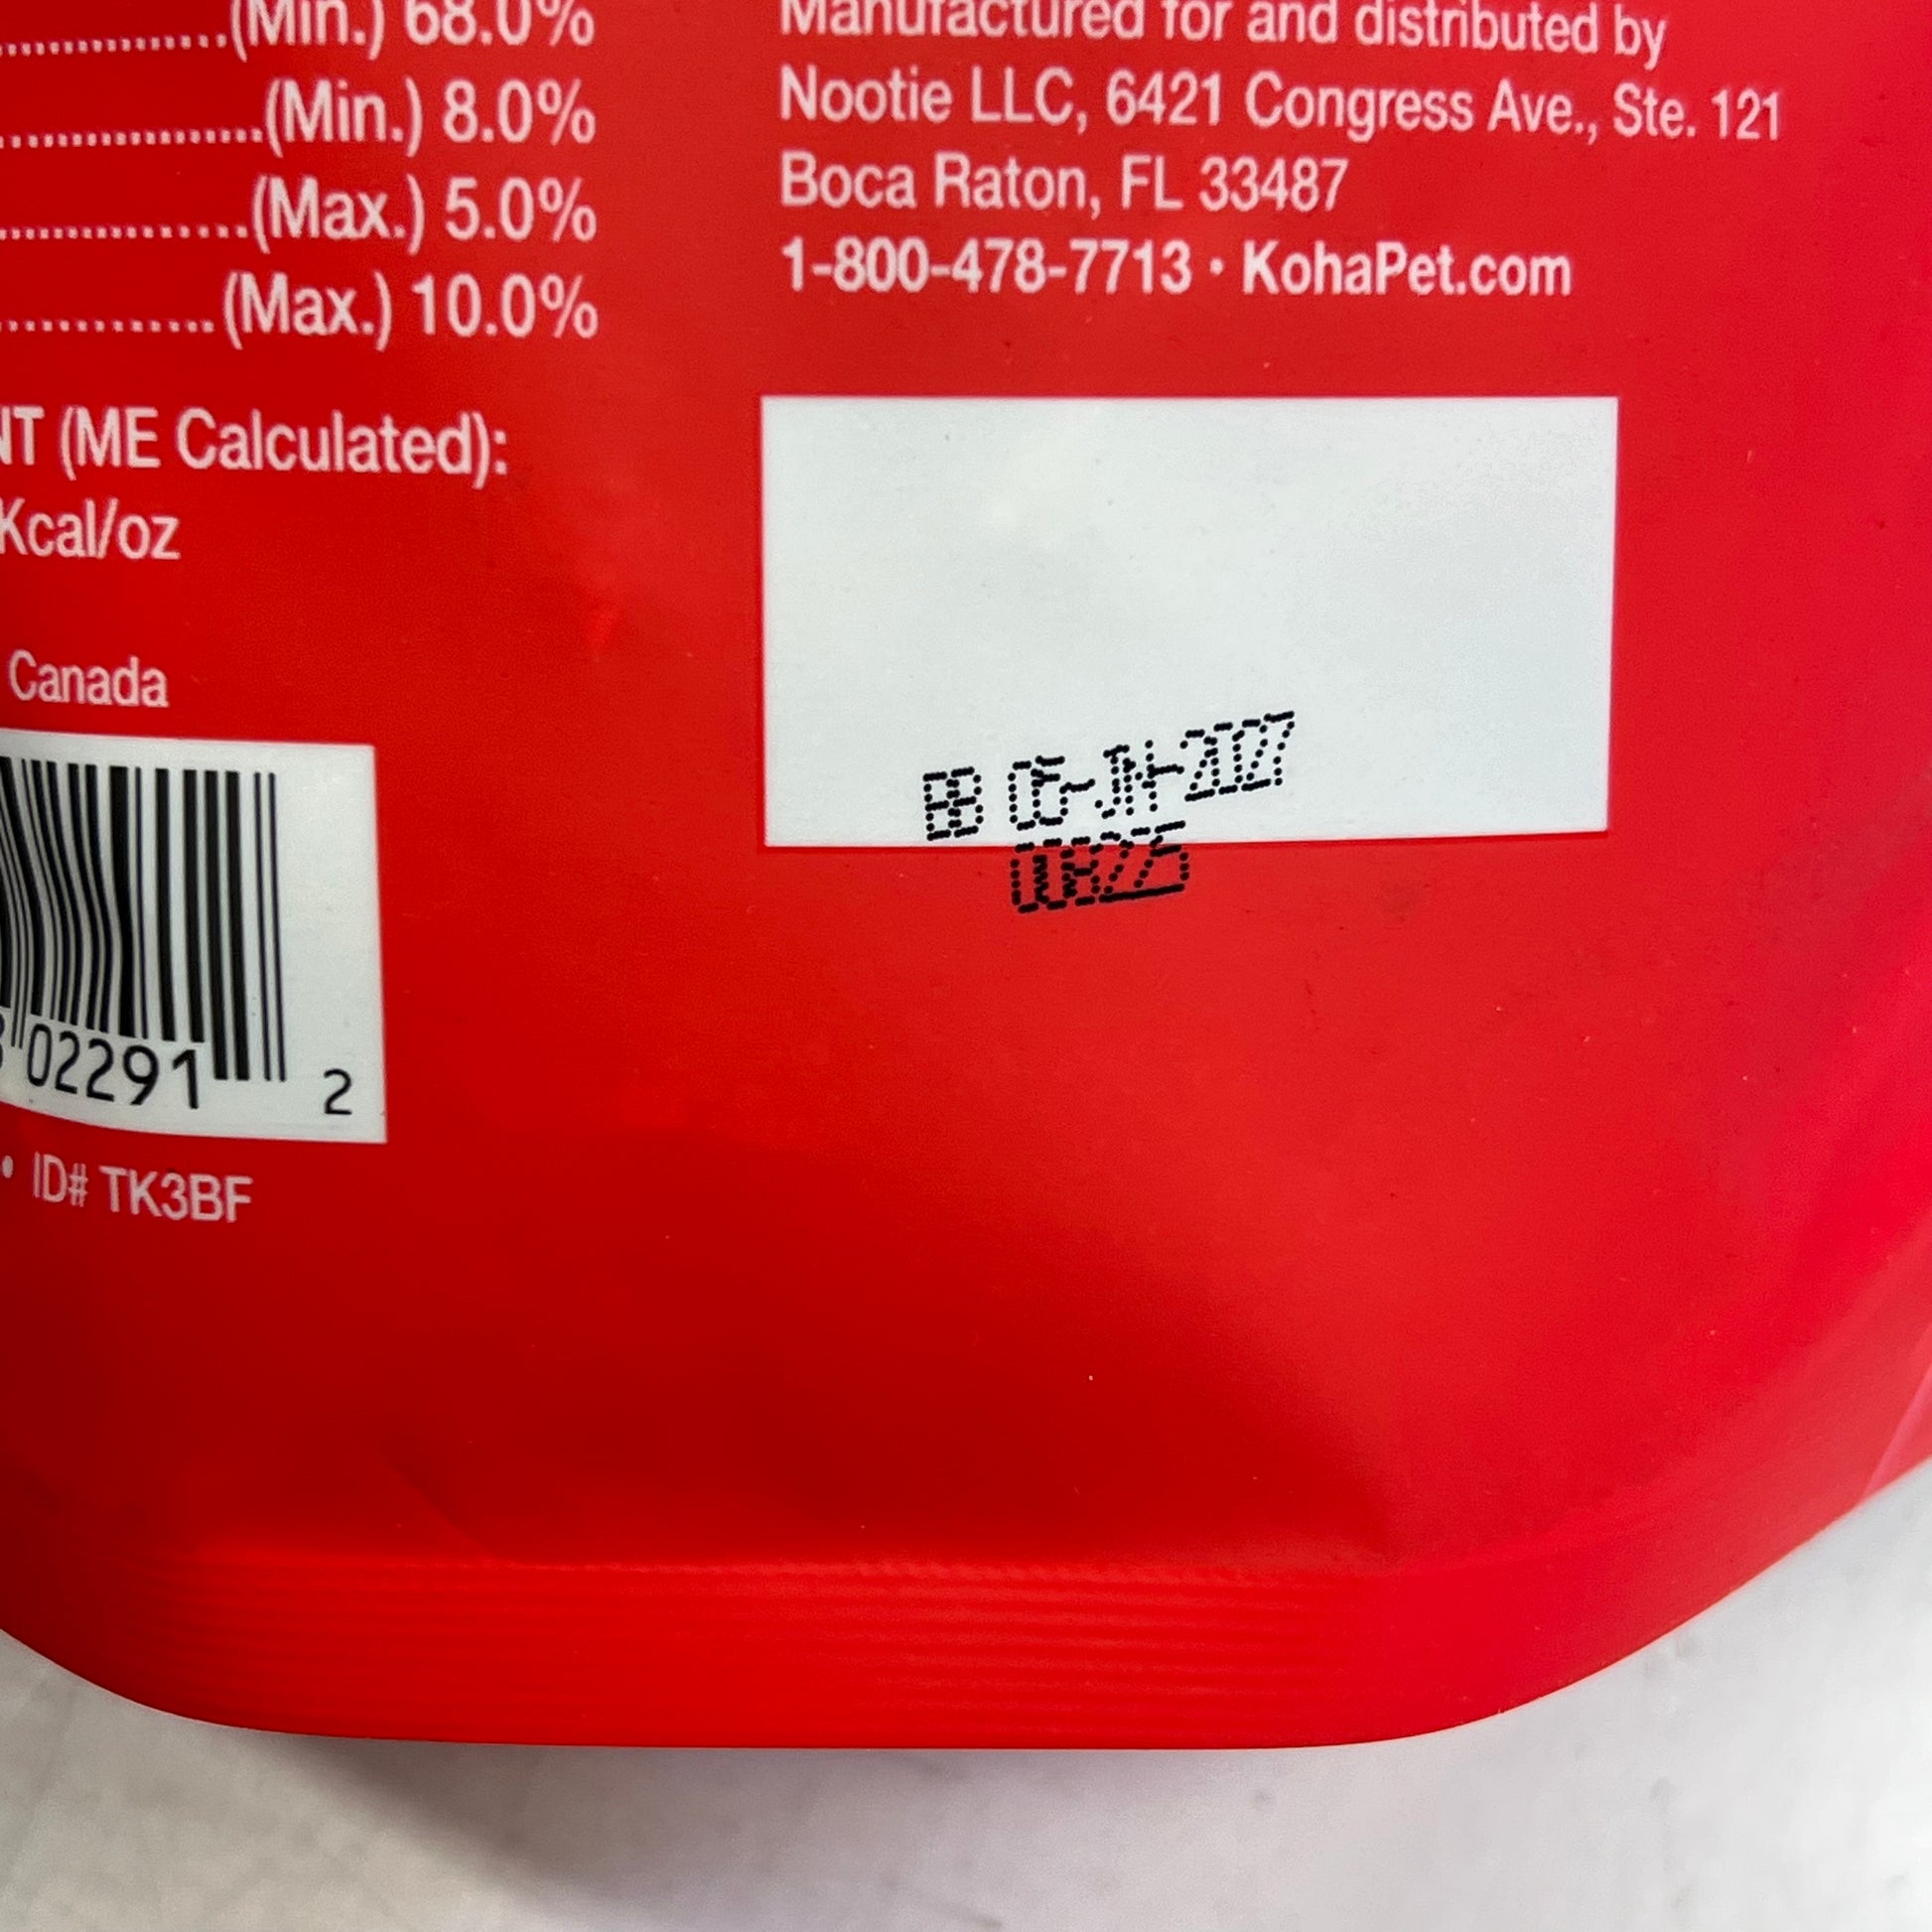 (Min.) 68.0%
(Min.) 8.0%
(Max.) 5.0%
(Max.) 10.0%
NT (ME Calculated):
Kcal/oz
Canada
02291 2
• ID# TK3BF
Manufactured for and distributed by
Nootie LLC, 6421 Congress Ave., Ste. 121
Boca Raton, FL 33487
1-800-478-7713 • KohaPet.com
BB
2027